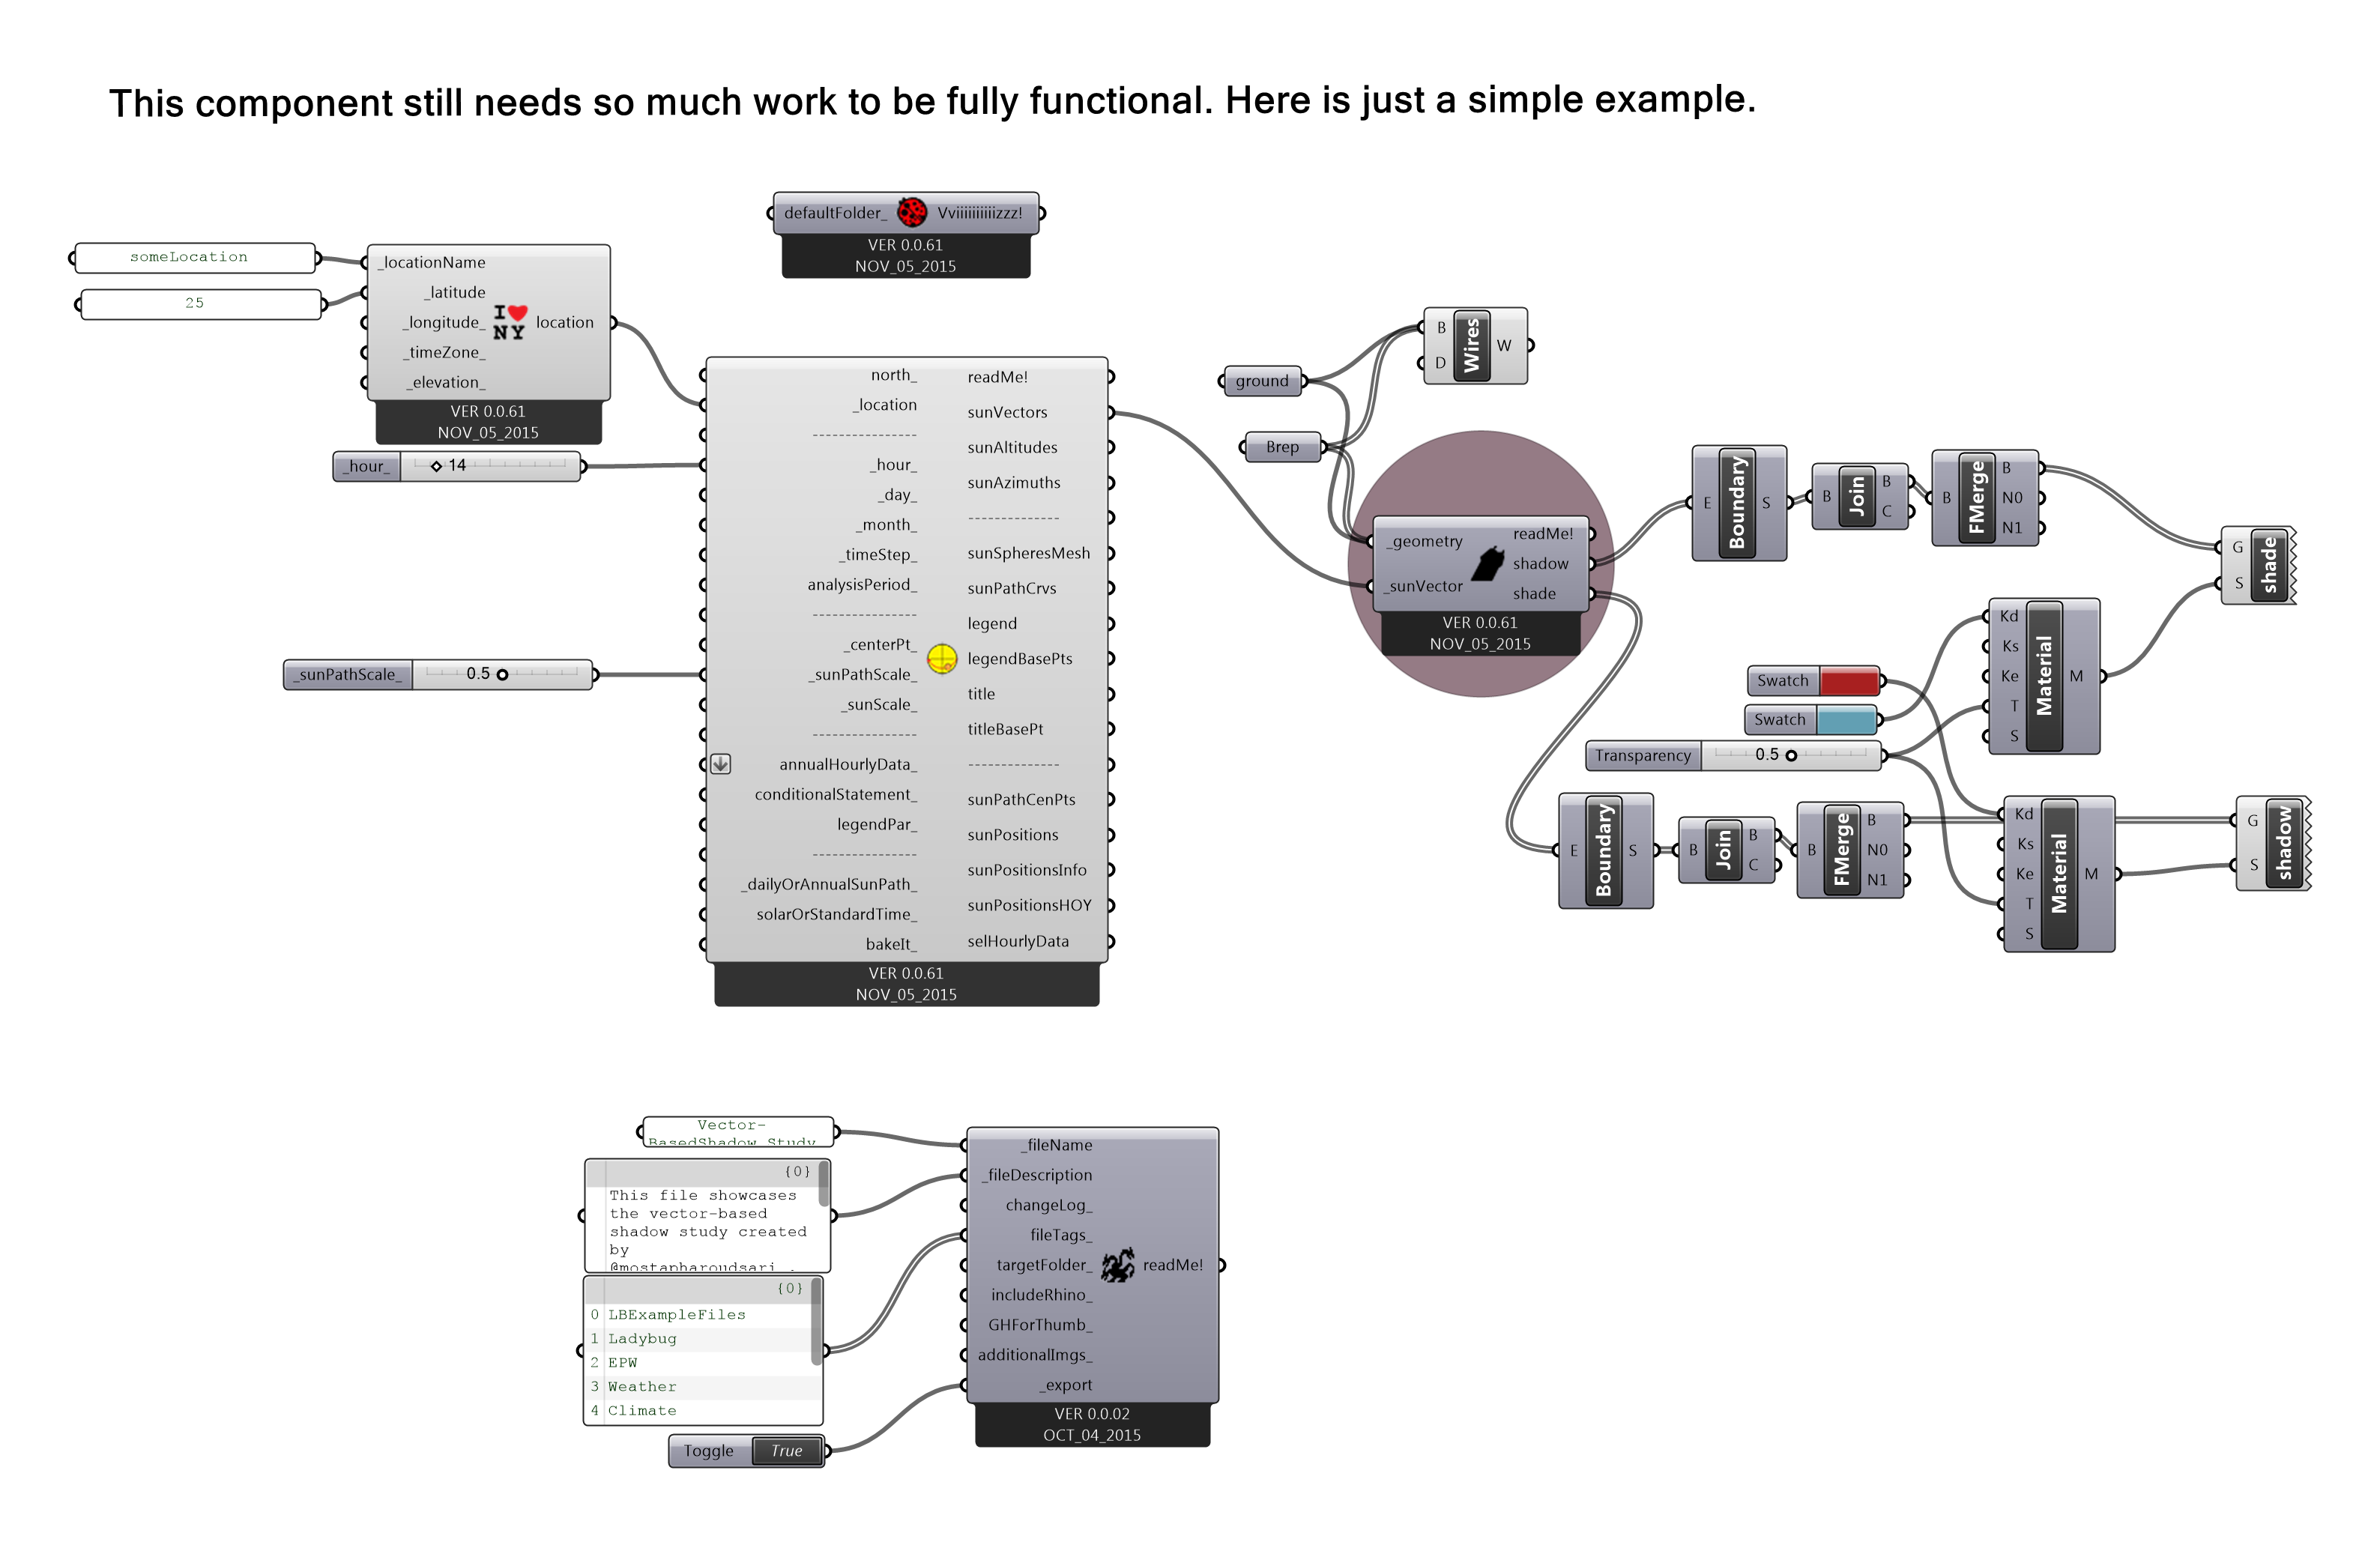 This component still needs so much work to be fully functional. Here is just a simple example.
defaultFolder_ Vviiiiiiiiiizzz!
VER 0.0.61
NOV_05_2015
someLocation
25
_locationName
_latitude
_longitude_
_timeZone_
_elevation_
I NY
location
VER 0.0.61
NOV_05_2015
_hour_ 14
_sunPathScale_ 0.5
north_
_location
---------------
_hour_
_day_
_month_
_timeStep_
analysisPeriod_
---------------
_centerPt_
_sunPathScale_
_sunScale_
---------------
annualHourlyData_
conditionalStatement_
legendPar_
---------------
_dailyOrAnnualSunPath_
solarOrStandardTime_
bakeIt_
readMe!
sunVectors
sunAltitudes
sunAzimuths
-------------
sunSpheresMesh
sunPathCrvs
legend
legendBasePts
title
titleBasePt
-------------
sunPathCenPts
sunPositions
sunPositionsInfo
sunPositionsHOY
selHourlyData
VER 0.0.61
NOV_05_2015
ground
Brep
B
D
Wires
W
_geometry
_sunVector
readMe!
shadow
shade
VER 0.0.61
NOV_05_2015
E Boundary S
B Join B
C
B FMerge B
N0
N1
G
S
shade
Swatch
Swatch
Transparency 0.5
Kd
Ks
Ke
T
S
Material
M
E Boundary S
B Join B
C
B FMerge B
N0
N1
Kd
Ks
Ke
T
S
Material
M
G
S
shadow
Vector-
BasedShadow Study
{0}
This file showcases
the vector-based
shadow study created
by
@mostapharoudsari .
{0}
0 LBExampleFiles
1 Ladybug
2 EPW
3 Weather
4 Climate
Toggle True
_fileName
_fileDescription
changeLog_
fileTags_
targetFolder_
includeRhino_
GHForThumb_
additionalImgs_
_export
readMe!
VER 0.0.02
OCT_04_2015